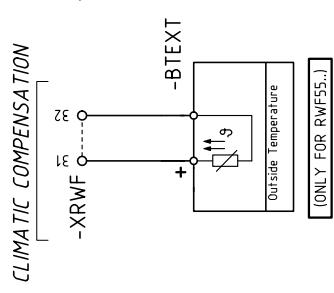 CLIMATIC COMPENSATION
-XRWF
31
32
-BTEXT
+
ϑ
Outside Temperature
(ONLY FOR RWF55..)